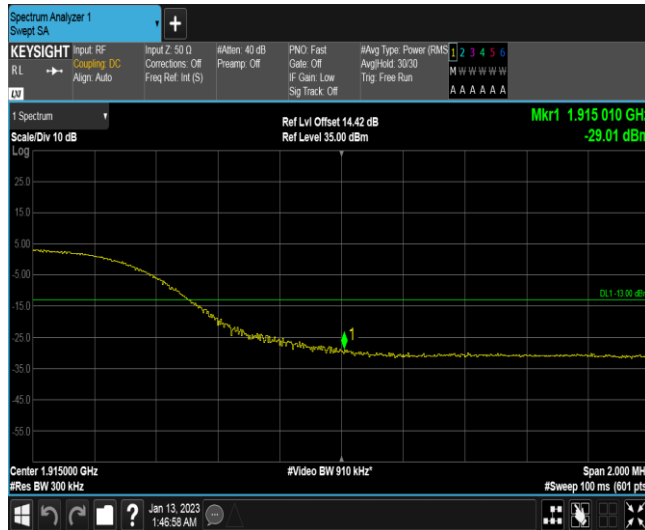 Spectrum Analyzer 1
Swept SA
KEYSIGHT Input: RF Input Z: 50 Ω #Atten: 40 dB PNO: Fast #Avg Type: Power (RMS 1 2 3 4 5 6
RL Coupling: DC Corrections: Off Preamp: Off Gate: Off Avg|Hold: 30/30 M W W W W W
Align: Auto Freq Ref: Int (S) IF Gain: Low Trig: Free Run
LXI Sig Track: Off A A A A A A
1 Spectrum Ref Lvl Offset 14.42 dB Mkr1 1.915 010 GH
Scale/Div 10 dB Ref Level 35.00 dBm -29.01 dBn
Log
25.0
15.0
5.00
-5.00
DL1 -13.00 dB
-15.0
1
-25.0
-35.0
-45.0
-55.0
Center 1.915000 GHz #Video BW 910 kHz* Span 2.000 MH
#Res BW 300 kHz #Sweep 100 ms (601 pts
? Jan 13, 2023
1:46:58 AM